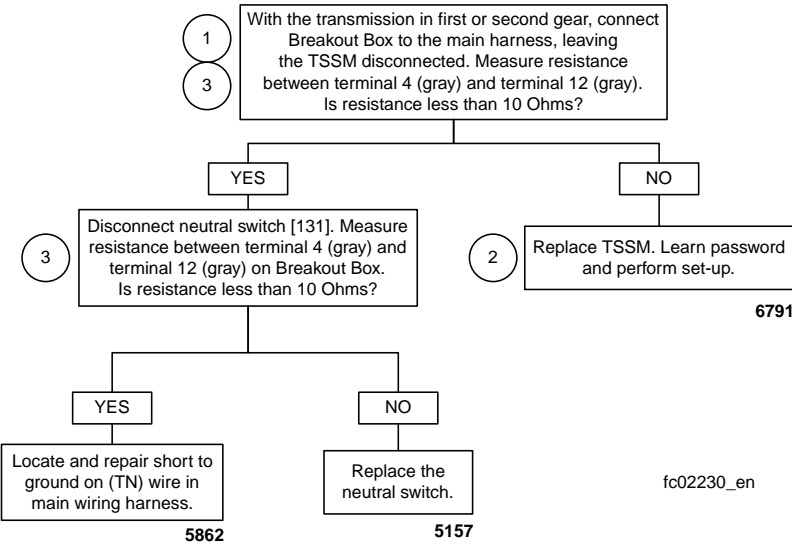 With the transmission in first or second gear, connect
Breakout Box to the main harness, leaving
the TSSM disconnected. Measure resistance
between terminal 4 (gray) and terminal 12 (gray).
Is resistance less than 10 Ohms?
1
3
YES
NO
3
Disconnect neutral switch [131]. Measure
resistance between terminal 4 (gray) and
terminal 12 (gray) on Breakout Box.
Is resistance less than 10 Ohms?
2
Replace TSSM. Learn password
and perform set-up.
6791
YES
NO
Locate and repair short to
ground on (TN) wire in
main wiring harness.
5862
Replace the
neutral switch.
5157
fc02230_en